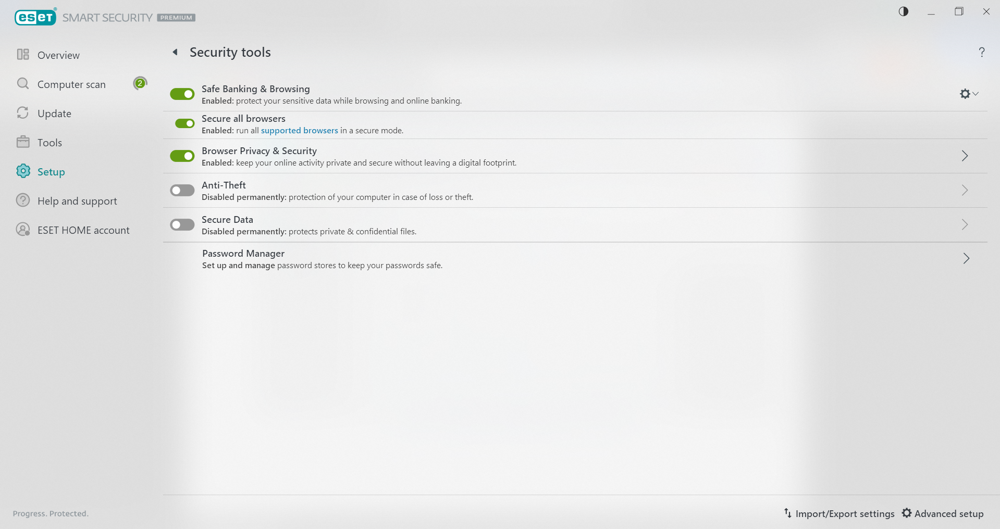 eset® SMART SECURITY PREMIUM
Overview
Computer scan 2
Update
Tools
Setup
Help and support
ESET HOME account
Security tools
?
Safe Banking & Browsing
Enabled: protect your sensitive data while browsing and online banking.
Secure all browsers
Enabled: run all supported browsers in a secure mode.
Browser Privacy & Security
Enabled: keep your online activity private and secure without leaving a digital footprint.
Anti-Theft
Disabled permanently: protection of your computer in case of loss or theft.
Secure Data
Disabled permanently: protects private & confidential files.
Password Manager
Set up and manage password stores to keep your passwords safe.
Progress. Protected.
Import/Export settings Advanced setup